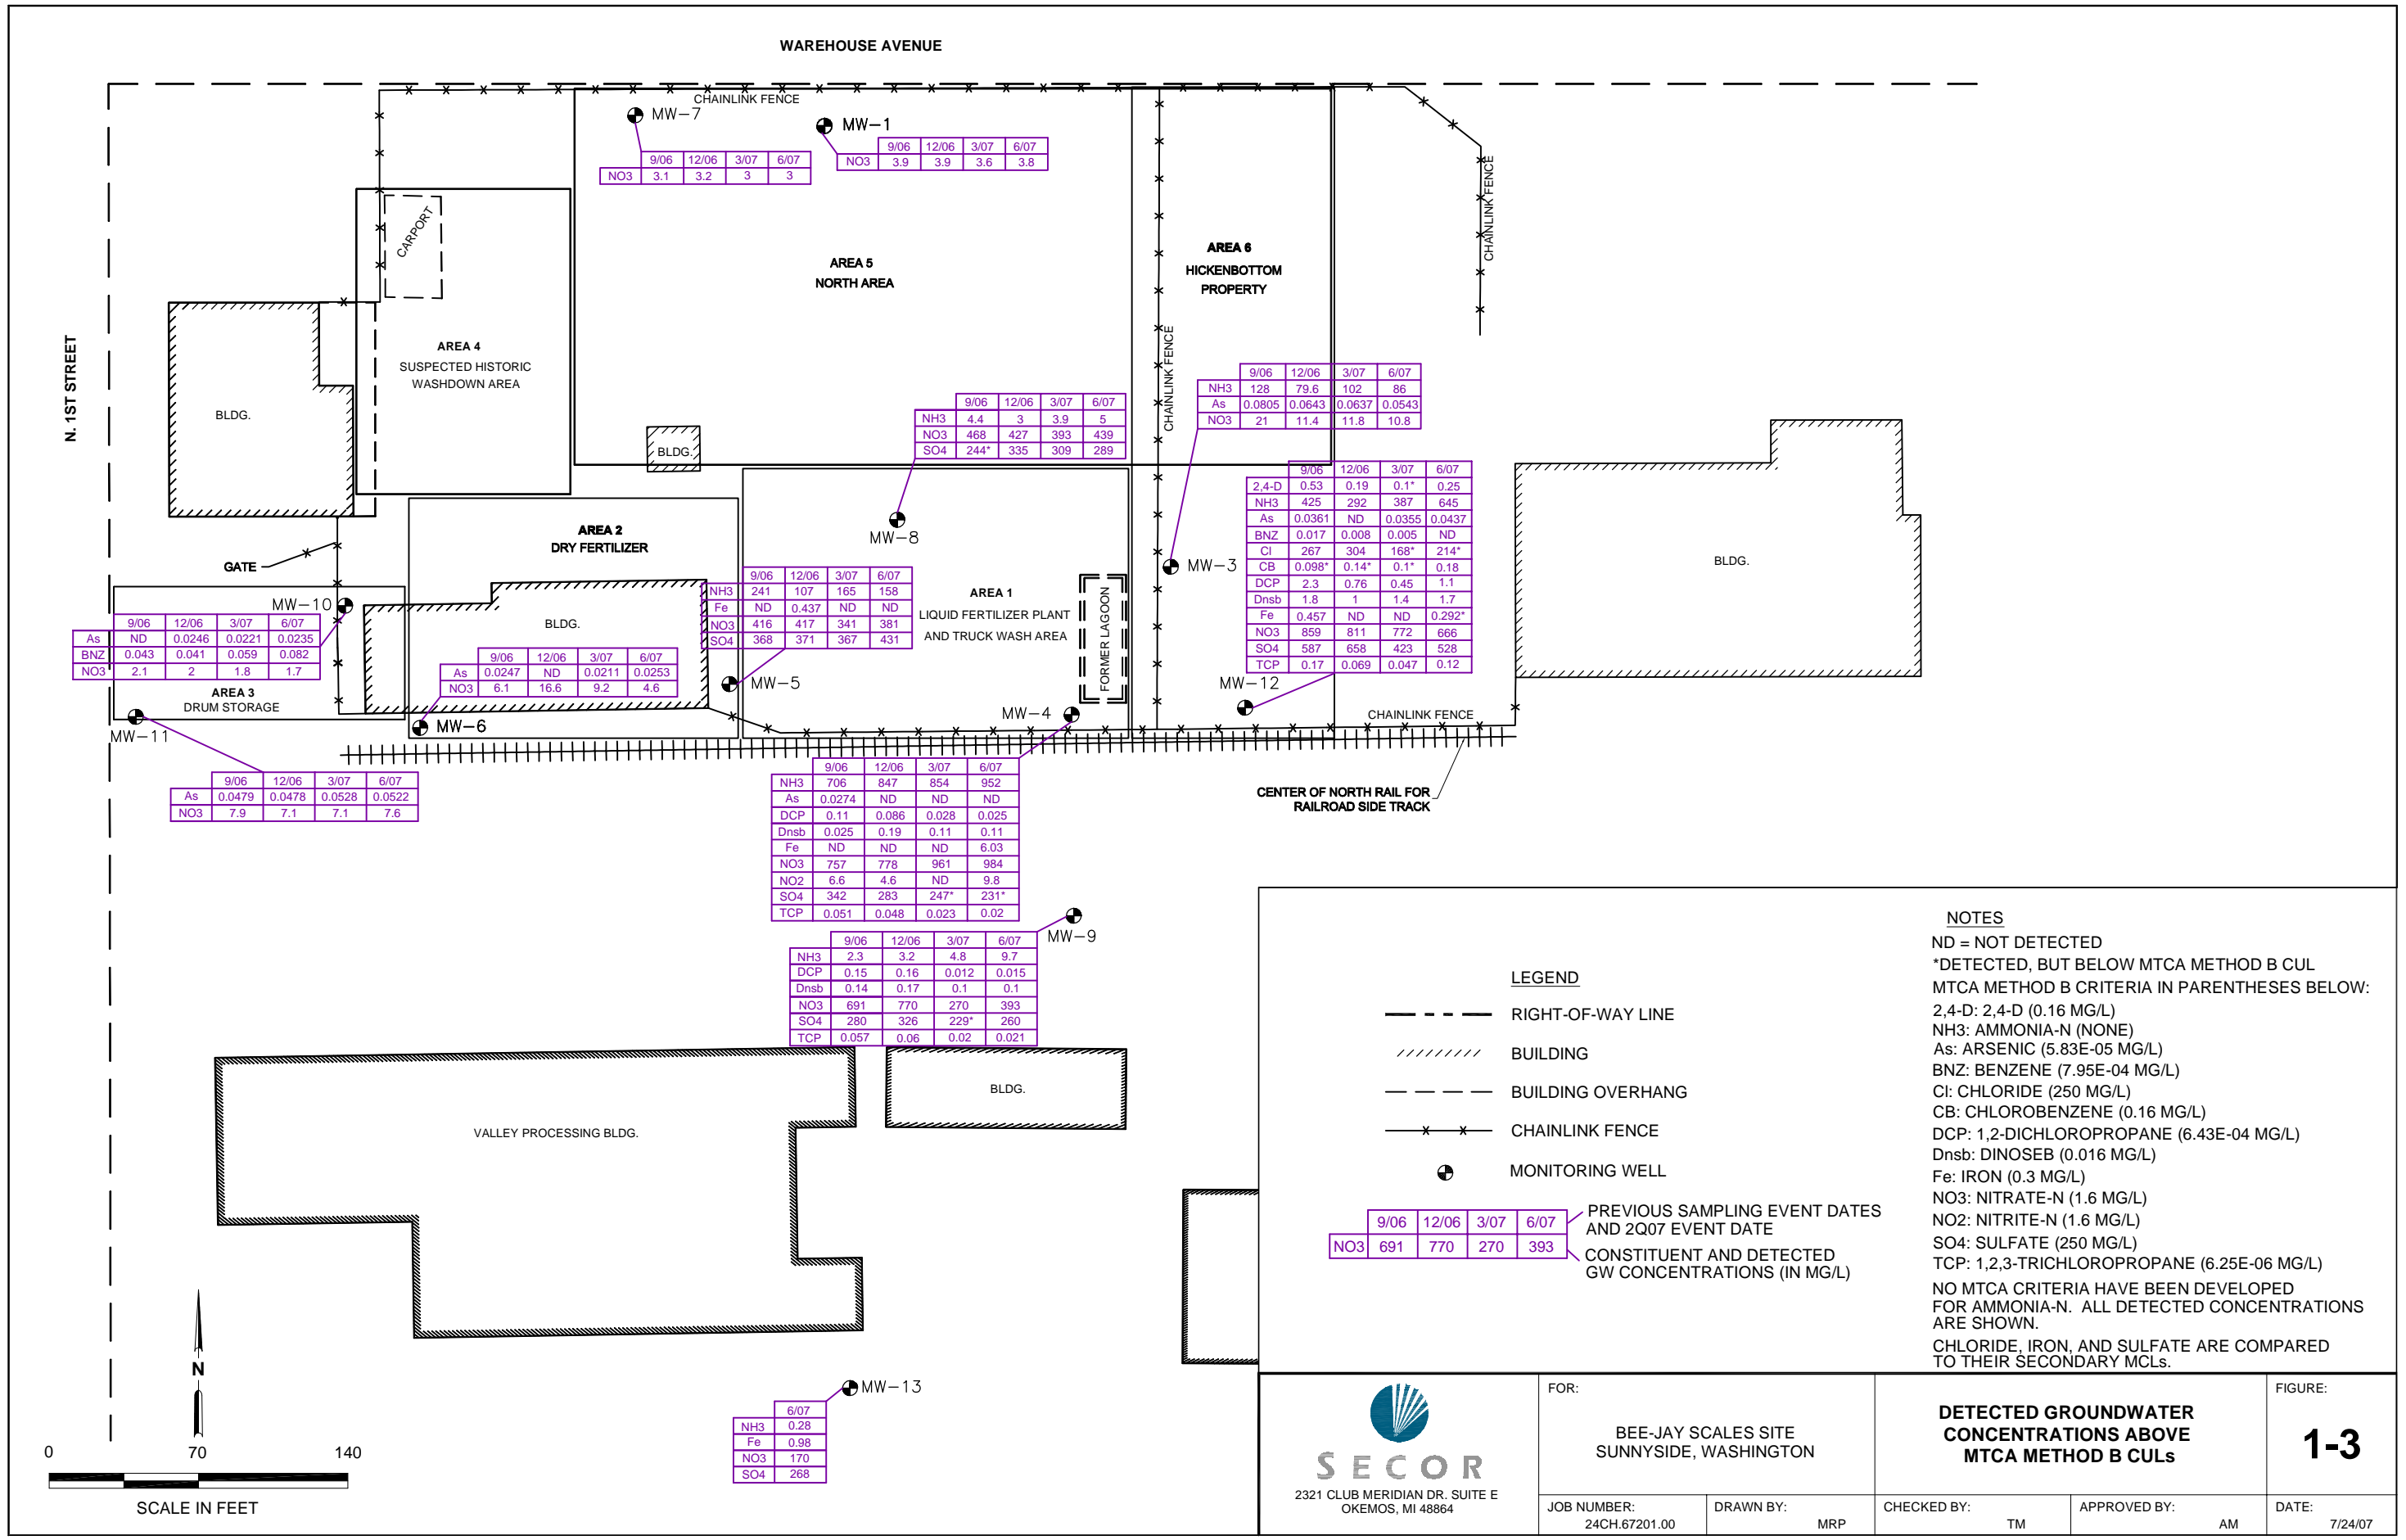 WAREHOUSE AVENUE
CHAINLINK FENCE
MW-7
MW-1
9/06 12/06 3/07 6/07
NO3 3.1 3.2 3 3
9/06 12/06 3/07 6/07
NO3 3.9 3.9 3.6 3.8
CHAINLINK FENCE
CARPORT
AREA 5
NORTH AREA
AREA 6
HICKENBOTTOM
PROPERTY
N. 1ST STREET
AREA 4
SUSPECTED HISTORIC
WASHDOWN AREA
BLDG.
CHAINLINK FENCE
9/06 12/06 3/07 6/07
NH3 128 79.6 102 86
As 0.0805 0.0643 0.0637 0.0543
NO3 21 11.4 11.8 10.8
9/06 12/06 3/07 6/07
NH3 4.4 3 3.9 5
NO3 468 427 393 439
SO4 244* 335 309 289
BLDG.
9/06 12/06 3/07 6/07
2,4-D 0.53 0.19 0.1* 0.25
NH3 425 292 387 645
As 0.0361 ND 0.0355 0.0437
BNZ 0.017 0.008 0.005 ND
Cl 267 304 168* 214*
CB 0.098* 0.14* 0.1* 0.18
DCP 2.3 0.76 0.45 1.1
Dnsb 1.8 1 1.4 1.7
Fe 0.457 ND ND 0.292*
NO3 859 811 772 666
SO4 587 658 423 528
TCP 0.17 0.069 0.047 0.12
BLDG.
AREA 2
DRY FERTILIZER
MW-8
GATE
MW-3
9/06 12/06 3/07 6/07
NH3 241 107 165 158
Fe ND 0.437 ND ND
NO3 416 417 341 381
SO4 368 371 367 431
AREA 1
LIQUID FERTILIZER PLANT
AND TRUCK WASH AREA
FORMER LAGOON
MW-10
9/06 12/06 3/07 6/07
As ND 0.0246 0.0221 0.0235
BNZ 0.043 0.041 0.059 0.082
NO3 2.1 2 1.8 1.7
BLDG.
9/06 12/06 3/07 6/07
As 0.0247 ND 0.0211 0.0253
NO3 6.1 16.6 9.2 4.6
AREA 3
DRUM STORAGE
MW-5
MW-12
MW-4
CHAINLINK FENCE
MW-11
MW-6
9/06 12/06 3/07 6/07
As 0.0479 0.0478 0.0528 0.0522
NO3 7.9 7.1 7.1 7.6
CENTER OF NORTH RAIL FOR
RAILROAD SIDE TRACK
9/06 12/06 3/07 6/07
NH3 706 847 854 952
As 0.0274 ND ND ND
DCP 0.11 0.086 0.028 0.025
Dnsb 0.025 0.19 0.11 0.11
Fe ND ND ND 6.03
NO3 757 778 961 984
NO2 6.6 4.6 ND 9.8
SO4 342 283 247* 231*
TCP 0.051 0.048 0.023 0.02
MW-9
9/06 12/06 3/07 6/07
NH3 2.3 3.2 4.8 9.7
DCP 0.15 0.16 0.012 0.015
Dnsb 0.14 0.17 0.1 0.1
NO3 691 770 270 393
SO4 280 326 229* 260
TCP 0.057 0.06 0.02 0.021
BLDG.
VALLEY PROCESSING BLDG.
MW-13
6/07
NH3 0.28
Fe 0.98
NO3 170
SO4 268
N
0 70 140
SCALE IN FEET
LEGEND
RIGHT-OF-WAY LINE
BUILDING
BUILDING OVERHANG
CHAINLINK FENCE
MONITORING WELL
9/06 12/06 3/07 6/07
NO3 691 770 270 393
PREVIOUS SAMPLING EVENT DATES
AND 2Q07 EVENT DATE
CONSTITUENT AND DETECTED
GW CONCENTRATIONS (IN MG/L)
NOTES
ND = NOT DETECTED
*DETECTED, BUT BELOW MTCA METHOD B CUL
MTCA METHOD B CRITERIA IN PARENTHESES BELOW:
2,4-D: 2,4-D (0.16 MG/L)
NH3: AMMONIA-N (NONE)
As: ARSENIC (5.83E-05 MG/L)
BNZ: BENZENE (7.95E-04 MG/L)
Cl: CHLORIDE (250 MG/L)
CB: CHLOROBENZENE (0.16 MG/L)
DCP: 1,2-DICHLOROPROPANE (6.43E-04 MG/L)
Dnsb: DINOSEB (0.016 MG/L)
Fe: IRON (0.3 MG/L)
NO3: NITRATE-N (1.6 MG/L)
NO2: NITRITE-N (1.6 MG/L)
SO4: SULFATE (250 MG/L)
TCP: 1,2,3-TRICHLOROPROPANE (6.25E-06 MG/L)
NO MTCA CRITERIA HAVE BEEN DEVELOPED
FOR AMMONIA-N. ALL DETECTED CONCENTRATIONS
ARE SHOWN.
CHLORIDE, IRON, AND SULFATE ARE COMPARED
TO THEIR SECONDARY MCLs.
SECOR
2321 CLUB MERIDIAN DR. SUITE E
OKEMOS, MI 48864
FOR:
BEE-JAY SCALES SITE
SUNNYSIDE, WASHINGTON
DETECTED GROUNDWATER
CONCENTRATIONS ABOVE
MTCA METHOD B CULs
FIGURE:
1-3
JOB NUMBER:
24CH.67201.00
DRAWN BY:
MRP
CHECKED BY:
TM
APPROVED BY:
AM
DATE:
7/24/07